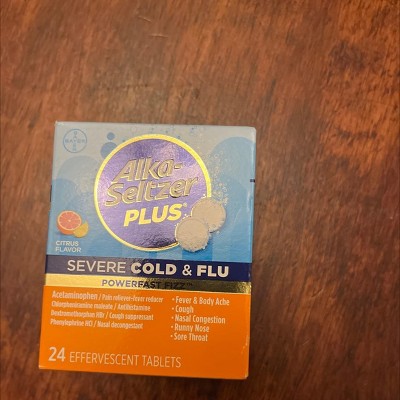 BAYER
Alka-
Seltzer
PLUS®
CITRUS
FLAVOR
SEVERE COLD & FLU
POWERFAST FIZZ™
Acetaminophen / Pain reliever-fever reducer
Chlorpheniramine maleate / Antihistamine
Dextromethorphan HBr / Cough suppressant
Phenylephrine HCl / Nasal decongestant
• Fever & Body Ache
• Cough
• Nasal Congestion
• Runny Nose
• Sore Throat
24 EFFERVESCENT TABLETS